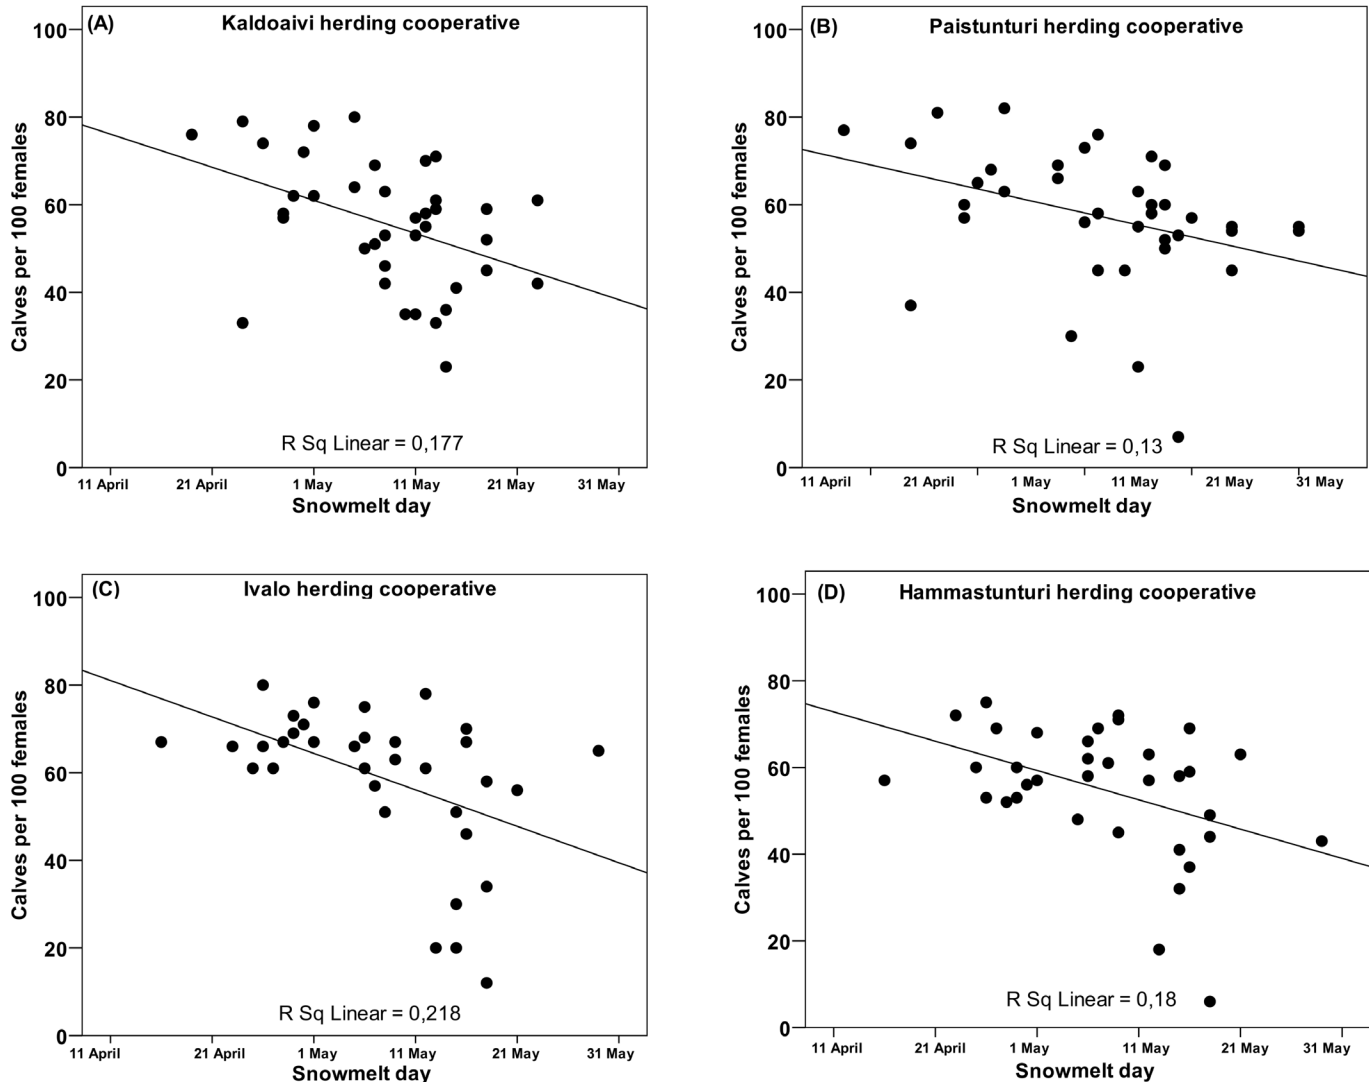 (A) Kaldoaivi herding cooperative
Calves per 100 females
100
80
60
40
20
0
R Sq Linear = 0,177
11 April 21 April 1 May 11 May 21 May 31 May
Snowmelt day
(B) Paistunturi herding cooperative
Calves per 100 females
100
80
60
40
20
0
R Sq Linear = 0,13
11 April 21 April 1 May 11 May 21 May 31 May
Snowmelt day
(C) Ivalo herding cooperative
Calves per 100 females
100
80
60
40
20
0
R Sq Linear = 0,218
11 April 21 April 1 May 11 May 21 May 31 May
Snowmelt day
(D) Hammastunturi herding cooperative
Calves per 100 females
100
80
60
40
20
0
R Sq Linear = 0,18
11 April 21 April 1 May 11 May 21 May 31 May
Snowmelt day